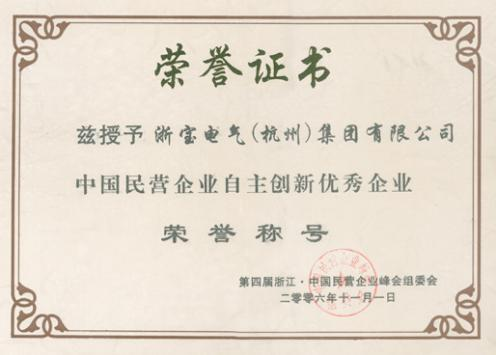 荣誉证书
兹授予 浙宝电气(杭州)集团有限公司
中国民营企业自主创新优秀企业
荣誉称号
第四届浙江·中国民营企业峰会组委会
二零零六年十一月一日